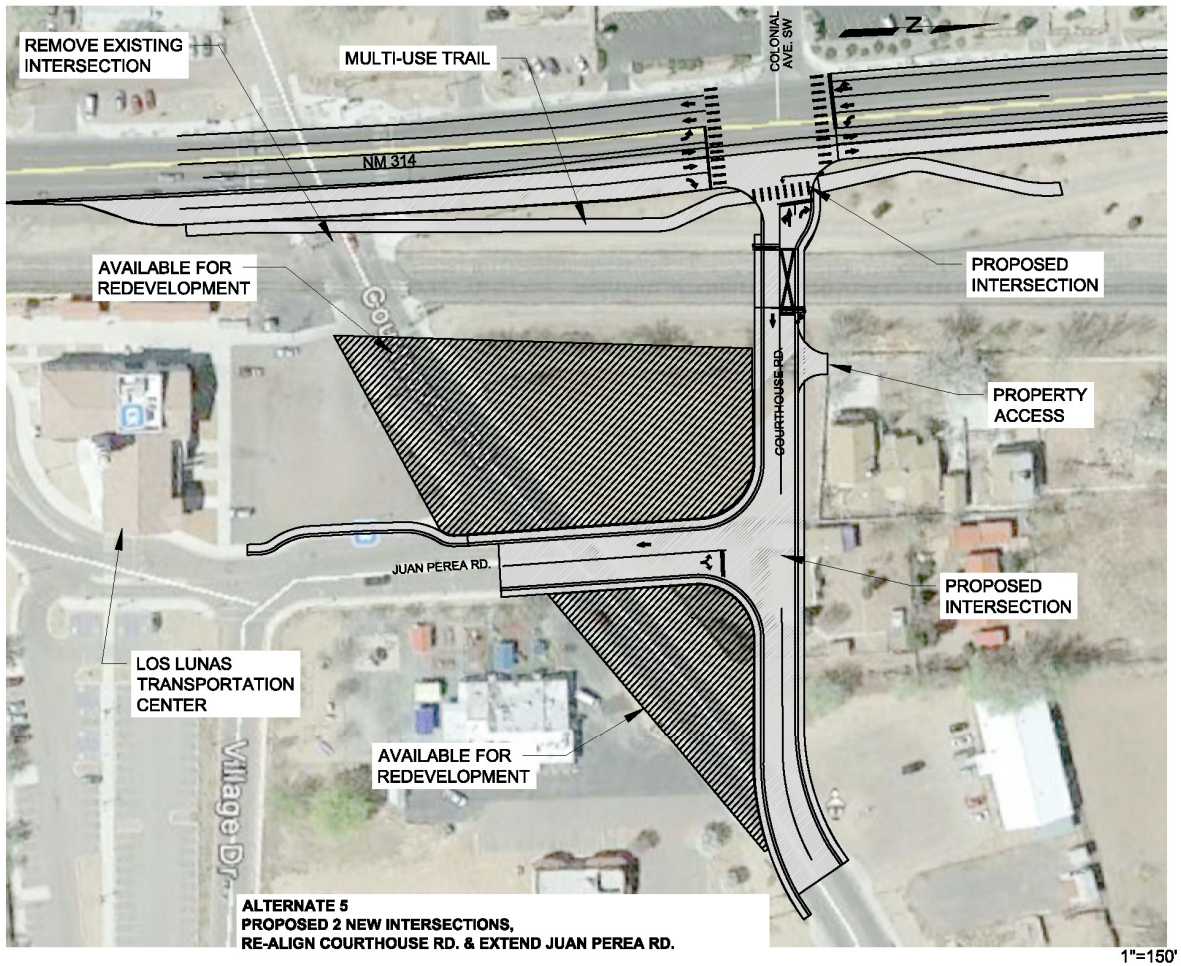 REMOVE EXISTING
INTERSECTION
MULTI-USE TRAIL
COLONIAL
AVE. SW
N
NM 314
AVAILABLE FOR
REDEVELOPMENT
PROPOSED
INTERSECTION
COURTHOUSE RD.
PROPERTY
ACCESS
JUAN PEREA RD.
PROPOSED
INTERSECTION
LOS LUNAS
TRANSPORTATION
CENTER
AVAILABLE FOR
REDEVELOPMENT
Village Dr
ALTERNATE 5
PROPOSED 2 NEW INTERSECTIONS,
RE-ALIGN COURTHOUSE RD. & EXTEND JUAN PEREA RD.
1"=150'